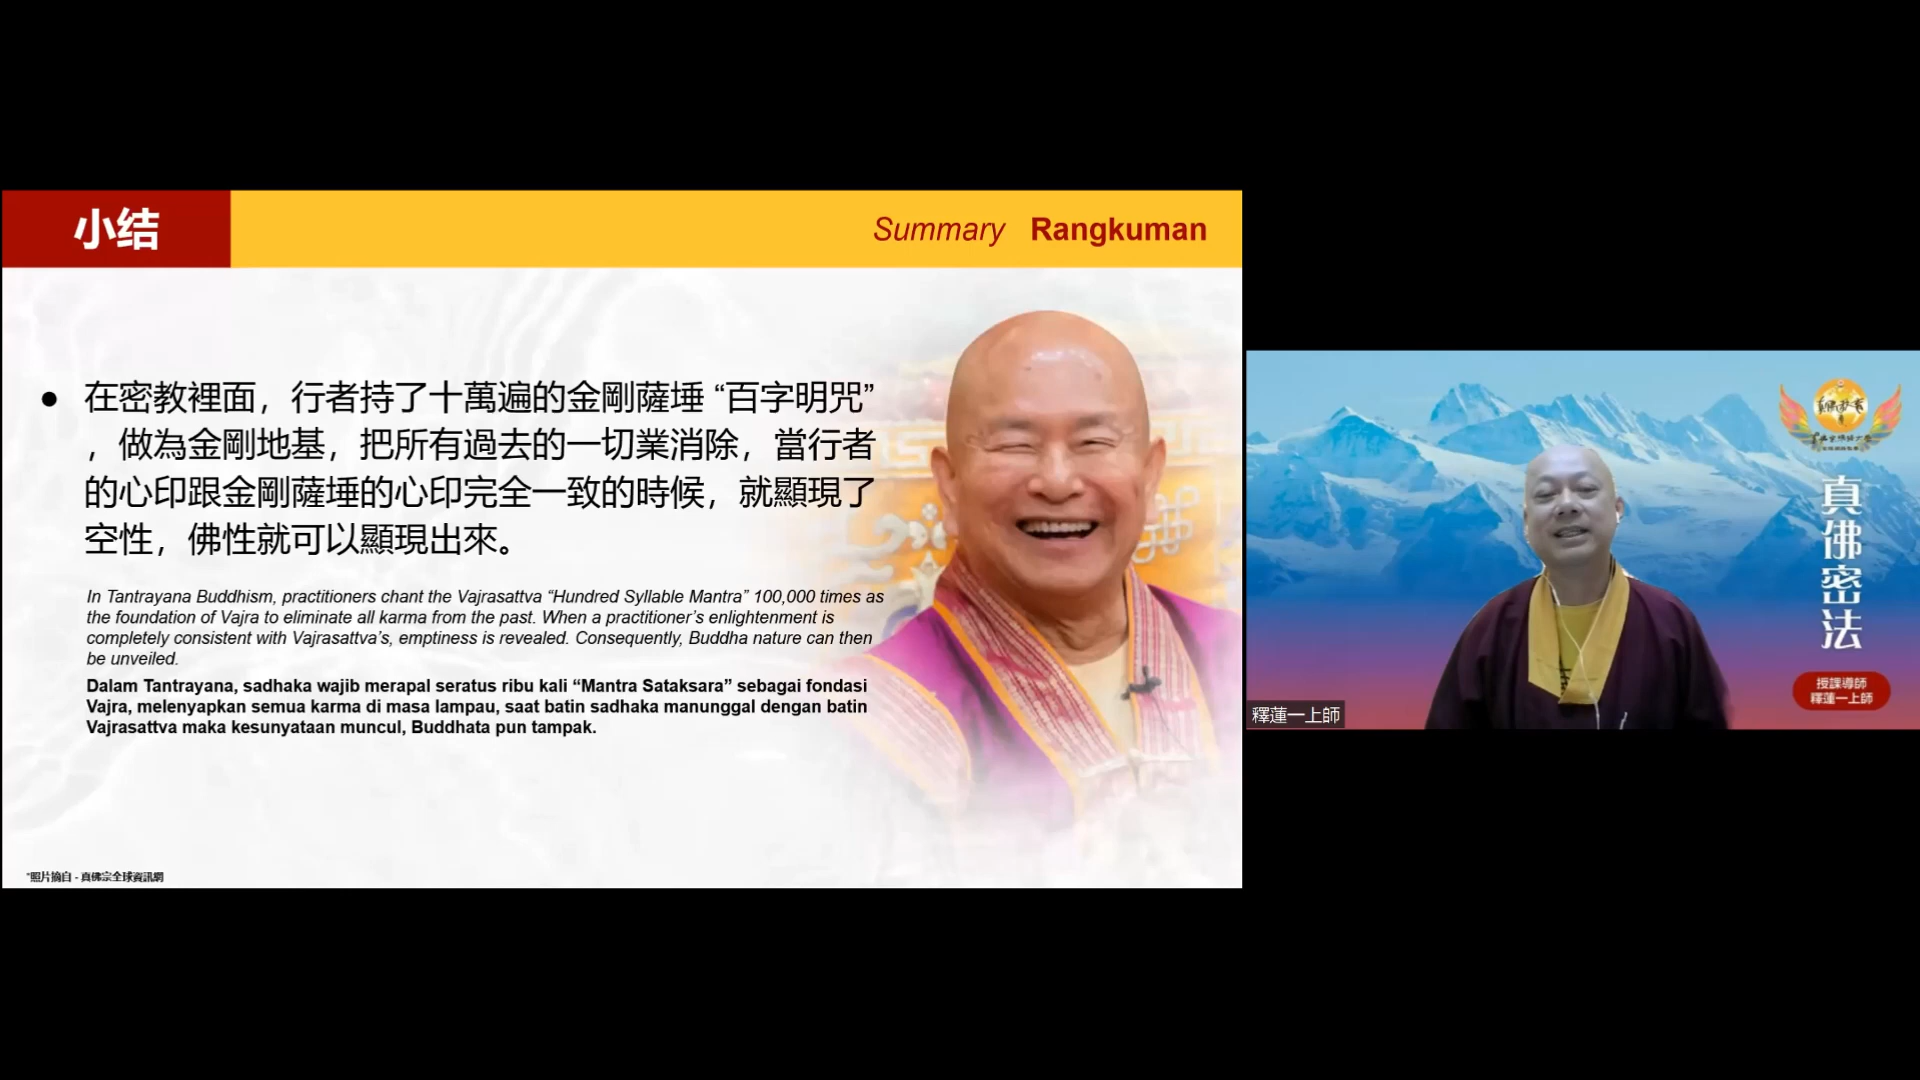 小结
Summary Rangkuman
● 在密教裡面，行者持了十萬遍的金剛薩埵 “百字明咒”
，做為金剛地基，把所有過去的一切業消除，當行者
的心印跟金剛薩埵的心印完全一致的時候，就顯現了
空性，佛性就可以顯現出來。
In Tantrayana Buddhism, practitioners chant the Vajrasattva “Hundred Syllable Mantra” 100,000 times as
the foundation of Vajra to eliminate all karma from the past. When a practitioner’s enlightenment is
completely consistent with Vajrasattva’s, emptiness is revealed. Consequently, Buddha nature can then
be unveiled.
Dalam Tantrayana, sadhaka wajib merapal seratus ribu kali “Mantra Sataksara” sebagai fondasi
Vajra, melenyapkan semua karma di masa lampau, saat batin sadhaka manunggal dengan batin
Vajrasattva maka kesunyataan muncul, Buddhata pun tampak.
*照片摘自 - 真佛宗全球資訊網
真佛密法
授課導師
釋蓮一上師
釋蓮一上師